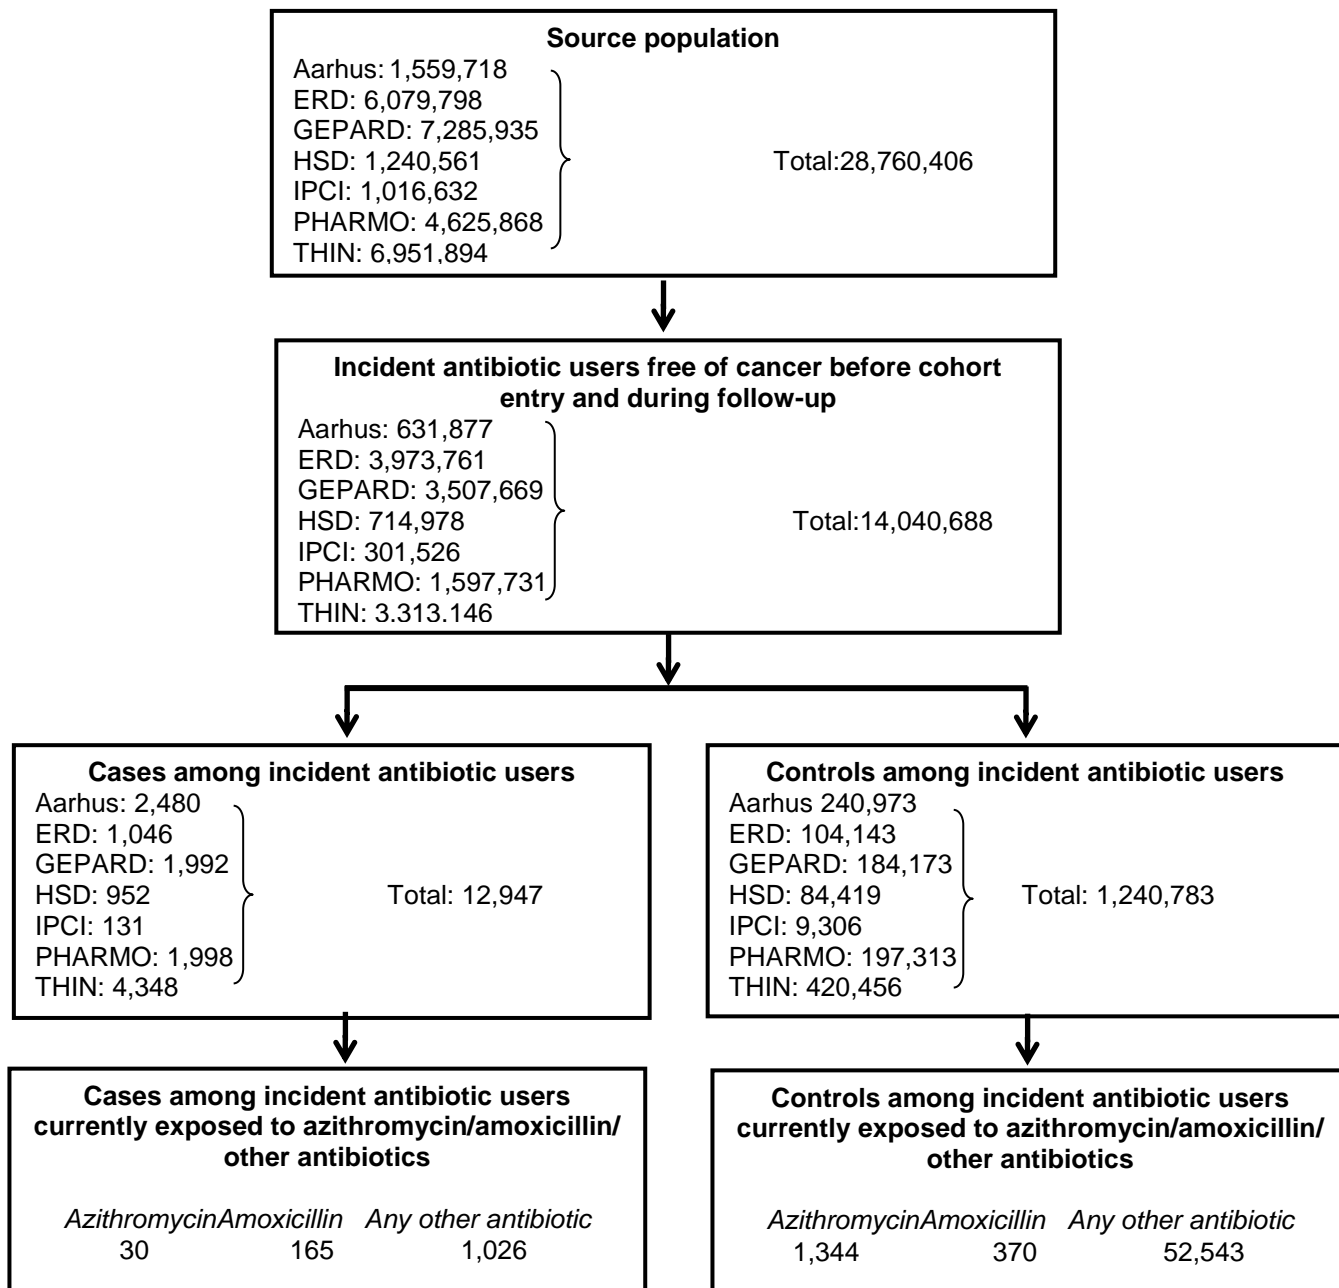 Source population
Aarhus: 1,559,718
ERD: 6,079,798
GEPARD: 7,285,935
HSD: 1,240,561
IPCI: 1,016,632
PHARMO: 4,625,868
THIN: 6,951,894
Total:28,760,406
Incident antibiotic users free of cancer before cohort
entry and during follow-up
Aarhus: 631,877
ERD: 3,973,761
GEPARD: 3,507,669
HSD: 714,978
IPCI: 301,526
PHARMO: 1,597,731
THIN: 3.313.146
Total:14,040,688
Cases among incident antibiotic users
Aarhus: 2,480
ERD: 1,046
GEPARD: 1,992
HSD: 952
IPCI: 131
PHARMO: 1,998
THIN: 4,348
Total: 12,947
Controls among incident antibiotic users
Aarhus 240,973
ERD: 104,143
GEPARD: 184,173
HSD: 84,419
IPCI: 9,306
PHARMO: 197,313
THIN: 420,456
Total: 1,240,783
Cases among incident antibiotic users
currently exposed to azithromycin/amoxicillin/
other antibiotics
Azithromycin Amoxicillin Any other antibiotic
30 165 1,026
Controls among incident antibiotic users
currently exposed to azithromycin/amoxicillin/
other antibiotics
Azithromycin Amoxicillin Any other antibiotic
1,344 370 52,543